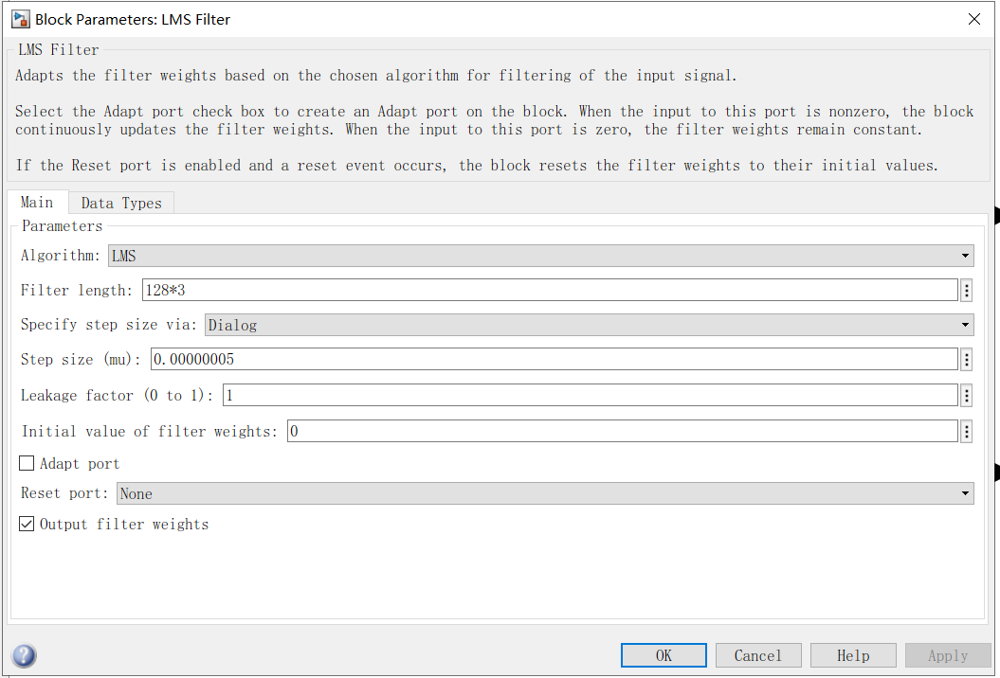 Block Parameters: LMS Filter
LMS Filter
Adapts the filter weights based on the chosen algorithm for filtering of the input signal.
Select the Adapt port check box to create an Adapt port on the block. When the input to this port is nonzero, the block
continuously updates the filter weights. When the input to this port is zero, the filter weights remain constant.
If the Reset port is enabled and a reset event occurs, the block resets the filter weights to their initial values.
Main Data Types
Parameters
Algorithm: LMS
Filter length: 128*3
Specify step size via: Dialog
Step size (mu): 0.00000005
Leakage factor (0 to 1): 1
Initial value of filter weights: 0
Adapt port
Reset port: None
Output filter weights
? OK Cancel Help Apply